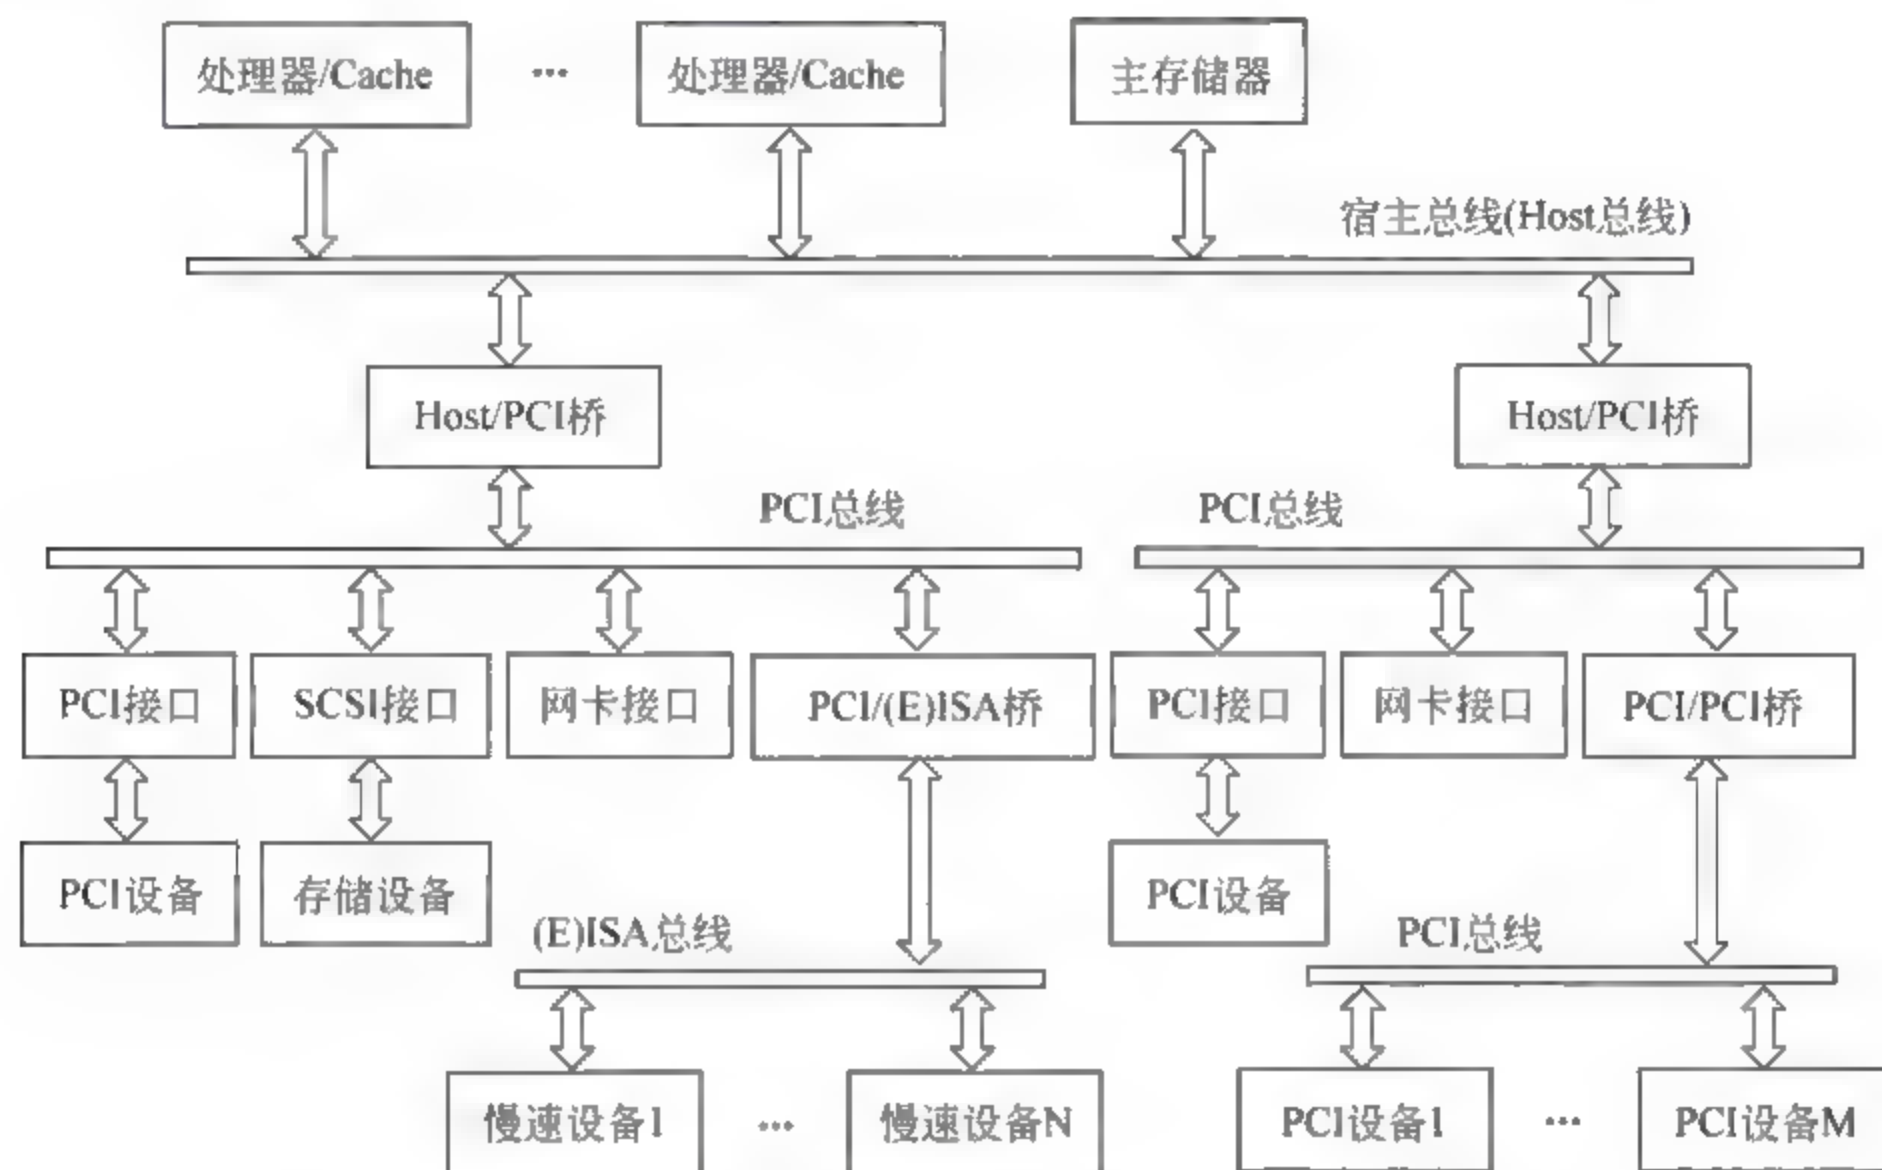 处理器/Cache ... 处理器/Cache 主存储器
宿主总线(Host总线)
Host/PCI桥 Host/PCI桥
PCI总线 PCI总线
PCI接口 SCSI接口 网卡接口 PCI/(E)ISA桥 PCI接口 网卡接口 PCI/PCI桥
PCI设备 存储设备 PCI设备
(E)ISA总线 PCI总线
慢速设备1 ... 慢速设备N PCI设备1 ... PCI设备M